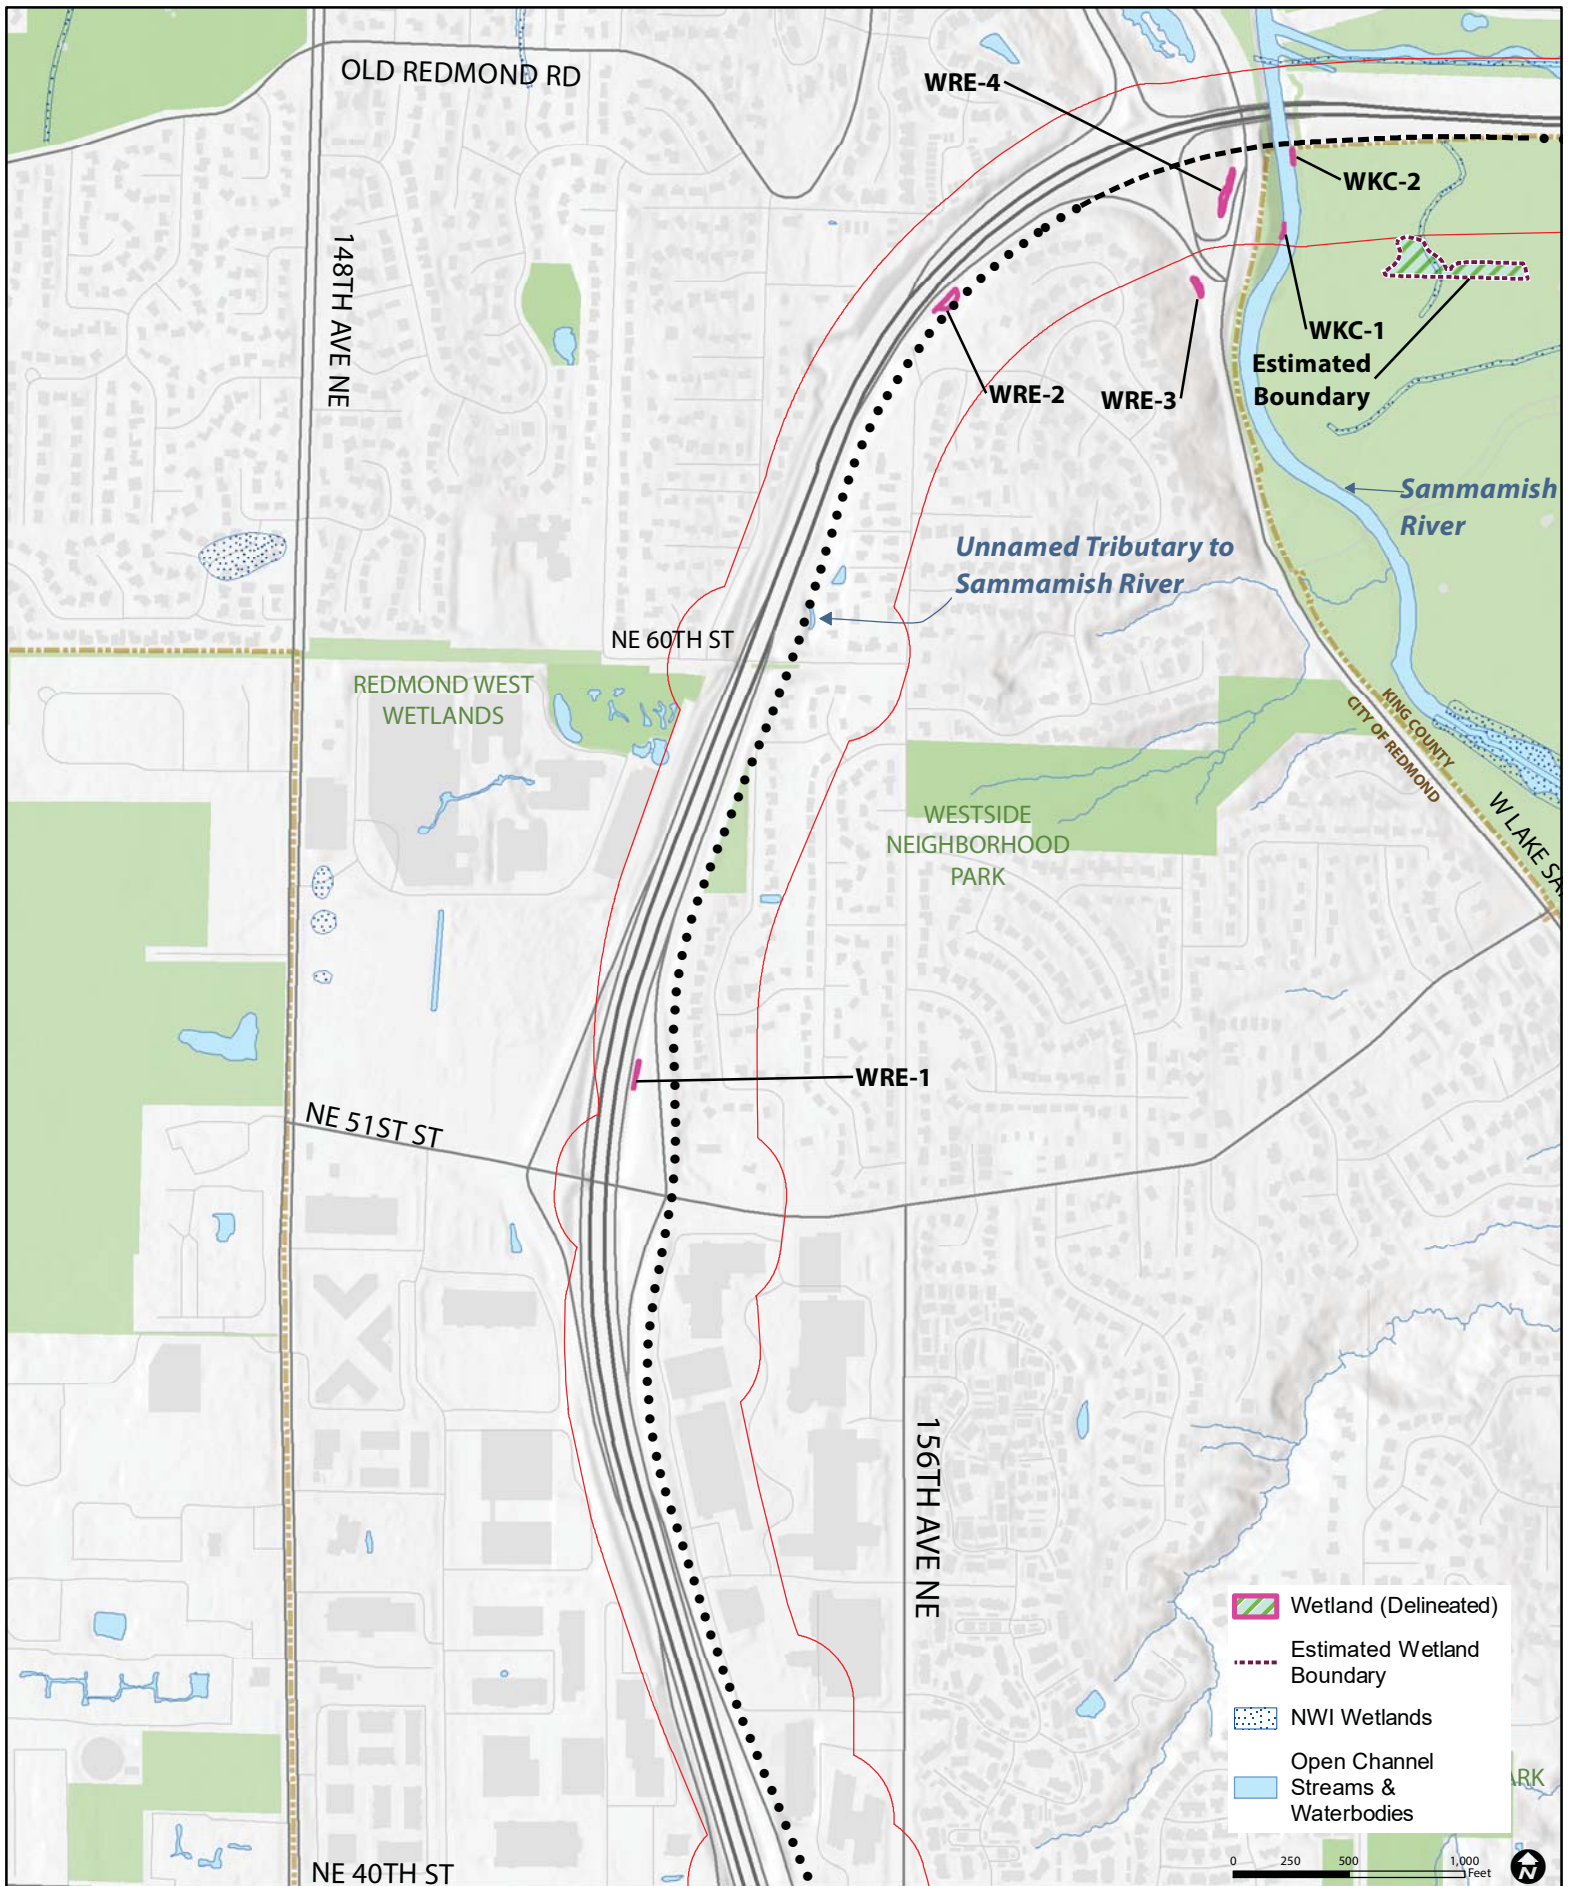 OLD REDMOND RD
WRE-4
WKC-2
148TH AVE NE
WKC-1
Estimated
Boundary
WRE-2
WRE-3
Sammamish
River
Unnamed Tributary to
Sammamish River
NE 60TH ST
REDMOND WEST
WETLANDS
KING COUNTY
CITY OF REDMOND
W LAKE SA
WESTSIDE
NEIGHBORHOOD
PARK
WRE-1
NE 51ST ST
156TH AVE NE
Wetland (Delineated)
Estimated Wetland
Boundary
NWI Wetlands
Open Channel
Streams &
Waterbodies
ARK
0 250 500 1,000
Feet
N
NE 40TH ST